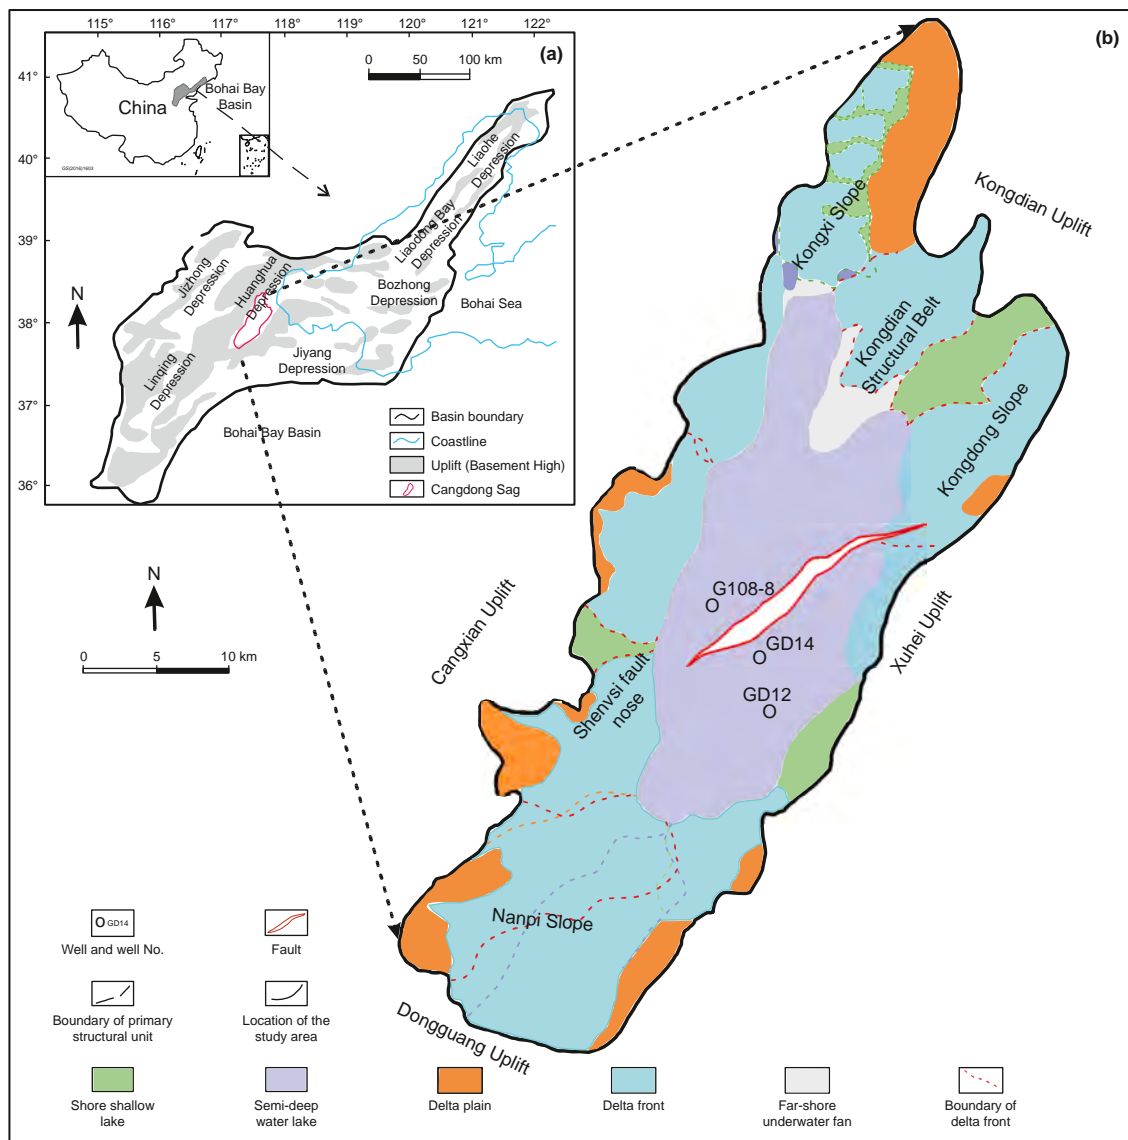 115°
116°
117°
118°
119°
120°
121°
122°
(a)
(b)
0
50
100 km
41°
40°
39°
38°
37°
36°
China
Bohai Bay
Basin
GS(2016)1603
Liaohe
Depression
Liaodong Bay
Depression
Jizhong
Depression
Huanghua
Depression
Bozhong
Depression
Bohai Sea
N
Linqing
Depression
Jiyang
Depression
Bohai Bay Basin
Basin boundary
Coastline
Uplift (Basement High)
Cangdong Sag
N
0
5
10 km
Kongdian Uplift
Kongxi Slope
Kongdian
Structural Belt
Kongdong Slope
Cangxian Uplift
Xuhei Uplift
G108-8
GD14
GD12
Shenvsi fault
nose
Nanpi Slope
Dongguang Uplift
GD14
Well and well No.
Fault
Boundary of primary
structural unit
Location of the
study area
Shore shallow
lake
Semi-deep
water lake
Delta plain
Delta front
Far-shore
underwater fan
Boundary of
delta front